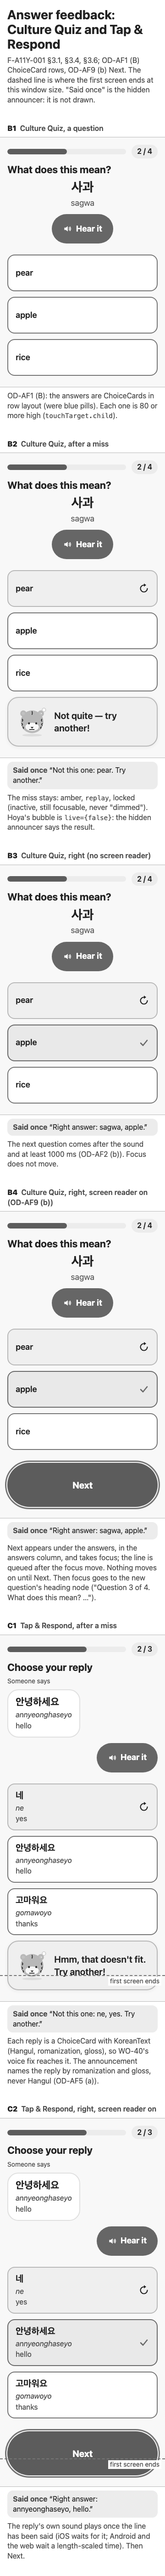 Answer feedback:
Culture Quiz and Tap &
Respond
F-A11Y-001 §3.1, §3.4, §3.6; OD-AF1 (B)
ChoiceCard rows, OD-AF9 (b) Next. The
dashed line is where the first screen ends at
this window size. "Said once" is the hidden
announcer: it is not drawn.
B1 Culture Quiz, a question
2 / 4
What does this mean?
사과
sagwa
Hear it
pear
apple
rice
OD-AF1 (B): the answers are ChoiceCards in
row layout (were blue pills). Each one is 80 or
more high (touchTarget.child).
B2 Culture Quiz, after a miss
2 / 4
What does this mean?
사과
sagwa
Hear it
pear
apple
rice
Not quite — try
another!
Said once "Not this one: pear. Try
another."
The miss stays: amber, replay, locked
(inactive, still focusable, never "dimmed").
Hoya's bubble is live={false}: the hidden
announcer says the result.
B3 Culture Quiz, right (no screen reader)
2 / 4
What does this mean?
사과
sagwa
Hear it
pear
apple
rice
Said once "Right answer: sagwa, apple."
The next question comes after the sound
and at least 1000 ms (OD-AF2 (b)). Focus
does not move.
B4 Culture Quiz, right, screen reader on
(OD-AF9 (b))
2 / 4
What does this mean?
사과
sagwa
Hear it
pear
apple
rice
Next
Said once "Right answer: sagwa, apple."
Next appears under the answers, in the
answers column, and takes focus; the line is
queued after the focus move. Nothing moves
on until Next. Then focus goes to the new
question's heading node ("Question 3 of 4.
What does this mean? …").
C1 Tap & Respond, after a miss
2 / 3
Choose your reply
Someone says
안녕하세요
annyeonghaseyo
hello
Hear it
네
ne
yes
안녕하세요
annyeonghaseyo
hello
고마워요
gomawoyo
thanks
Hmm, that doesn't fit.
Try another!
first screen ends
Said once "Not this one: ne, yes. Try
another."
Each reply is a ChoiceCard with KoreanText
(Hangul, romanization, gloss), so WO-40's
voice fix reaches it. The announcement
names the reply by romanization and gloss,
never Hangul (OD-AF5 (a)).
C2 Tap & Respond, right, screen reader on
2 / 3
Choose your reply
Someone says
안녕하세요
annyeonghaseyo
hello
Hear it
네
ne
yes
안녕하세요
annyeonghaseyo
hello
고마워요
gomawoyo
thanks
Next
first screen ends
Said once "Right answer:
annyeonghaseyo, hello."
The reply's own sound plays once the line
has been said (iOS waits for it; Android and
the web wait a length-scaled time). Then
Next.